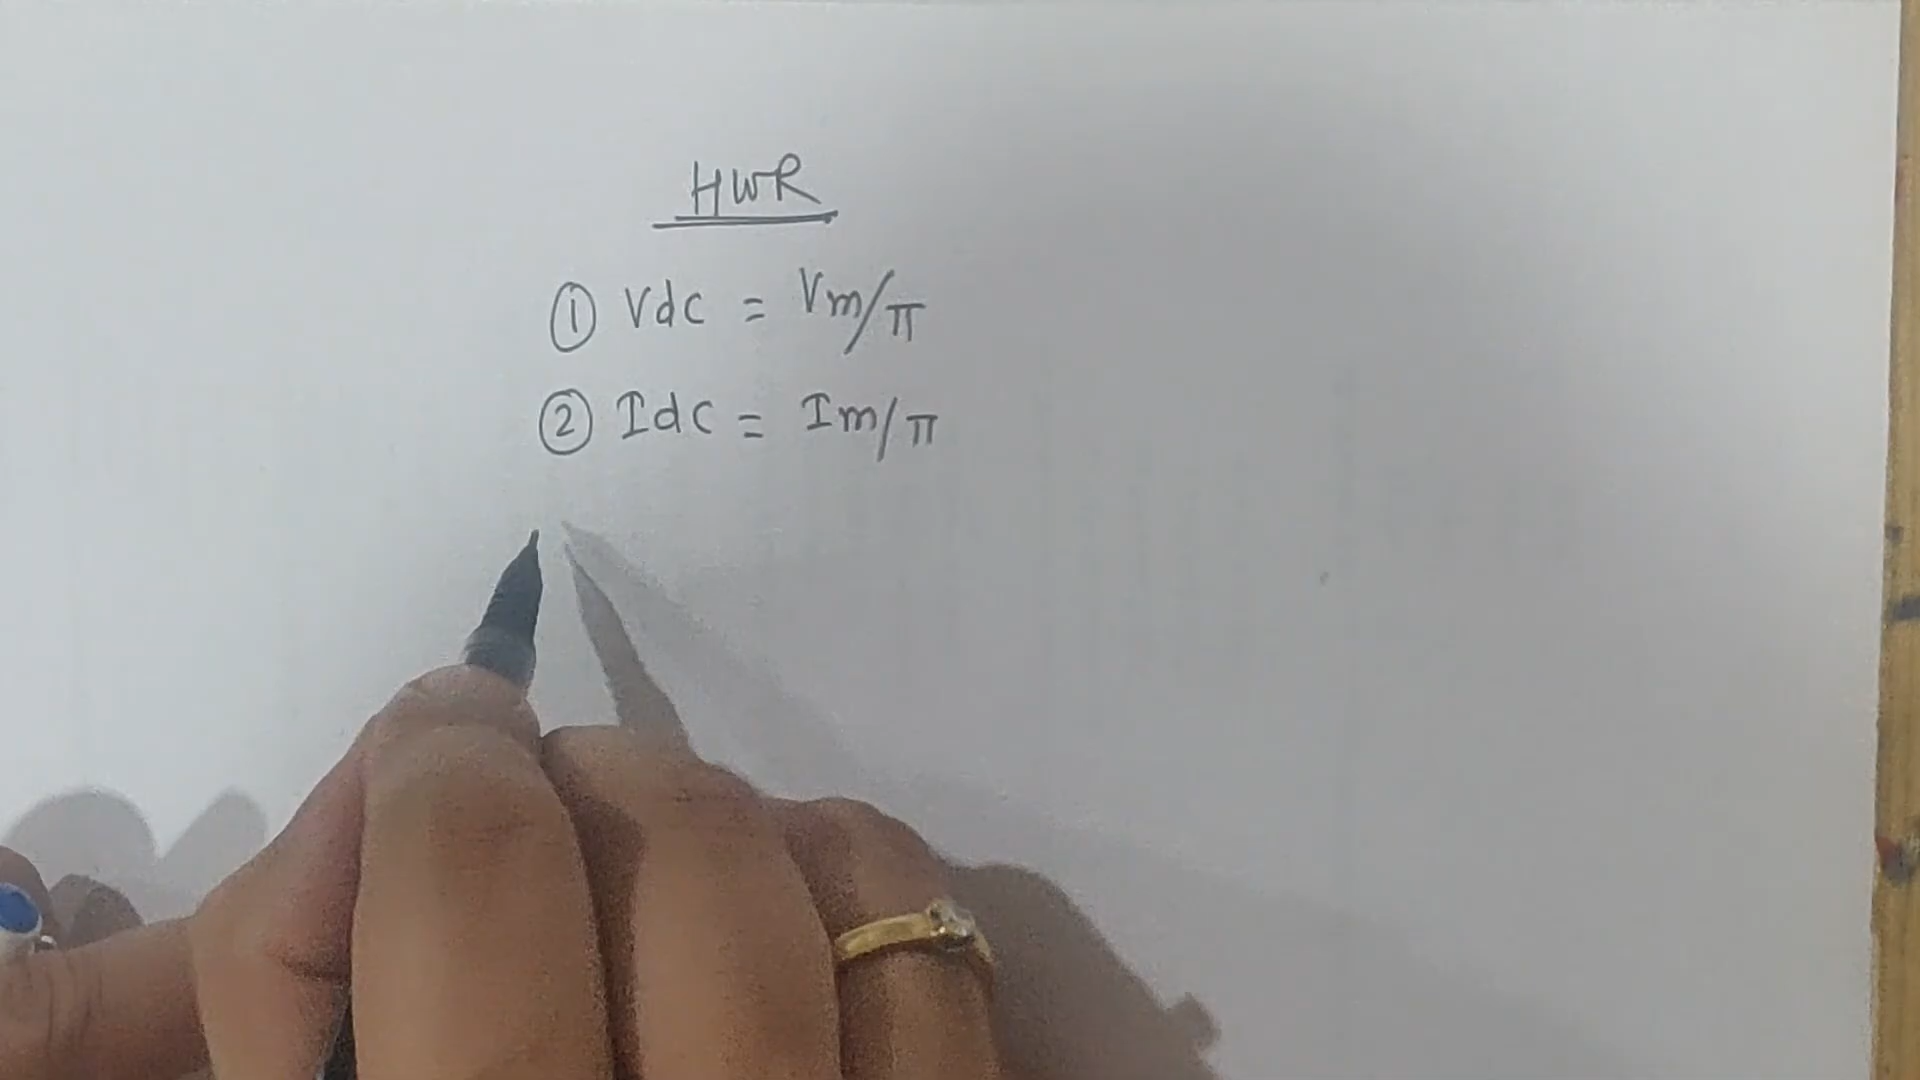 HWR
① Vdc = Vm/π
② Idc = Im/π